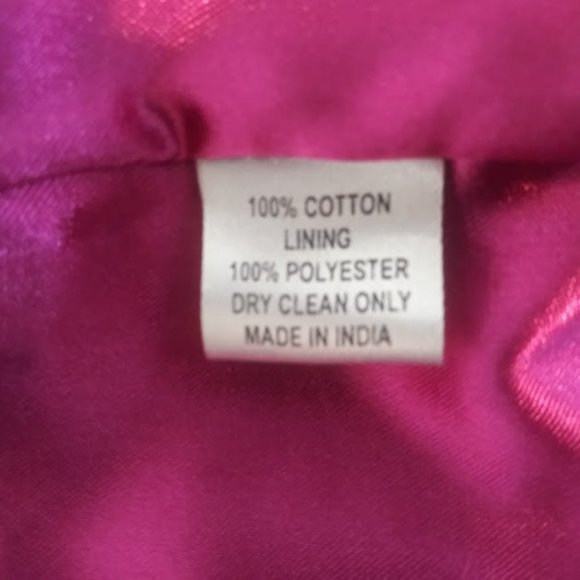 100% COTTON
LINING
100% POLYESTER
DRY CLEAN ONLY
MADE IN INDIA